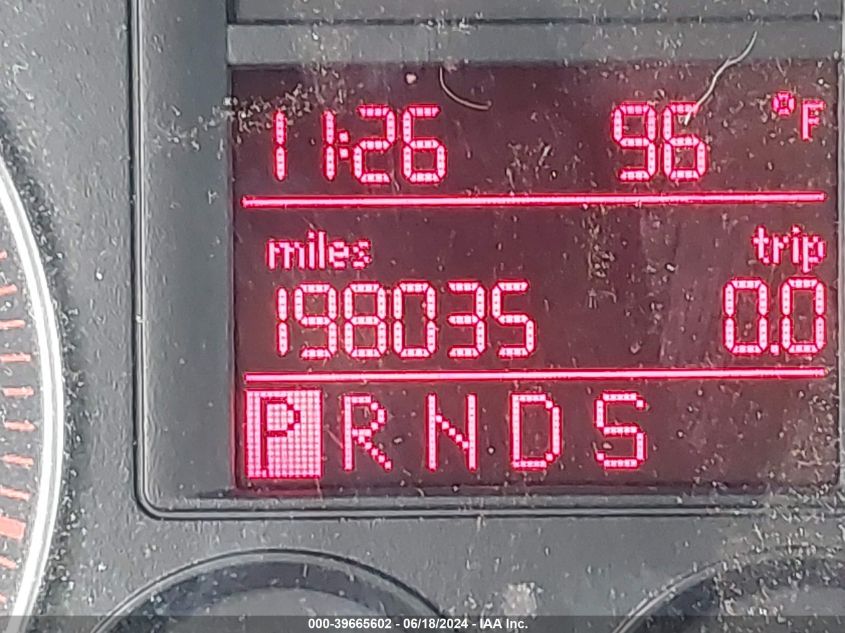 11:26 96 °F
miles trip
198035 0.0
P R N D S
000-39665602 - 06/18/2024 - IAA Inc.